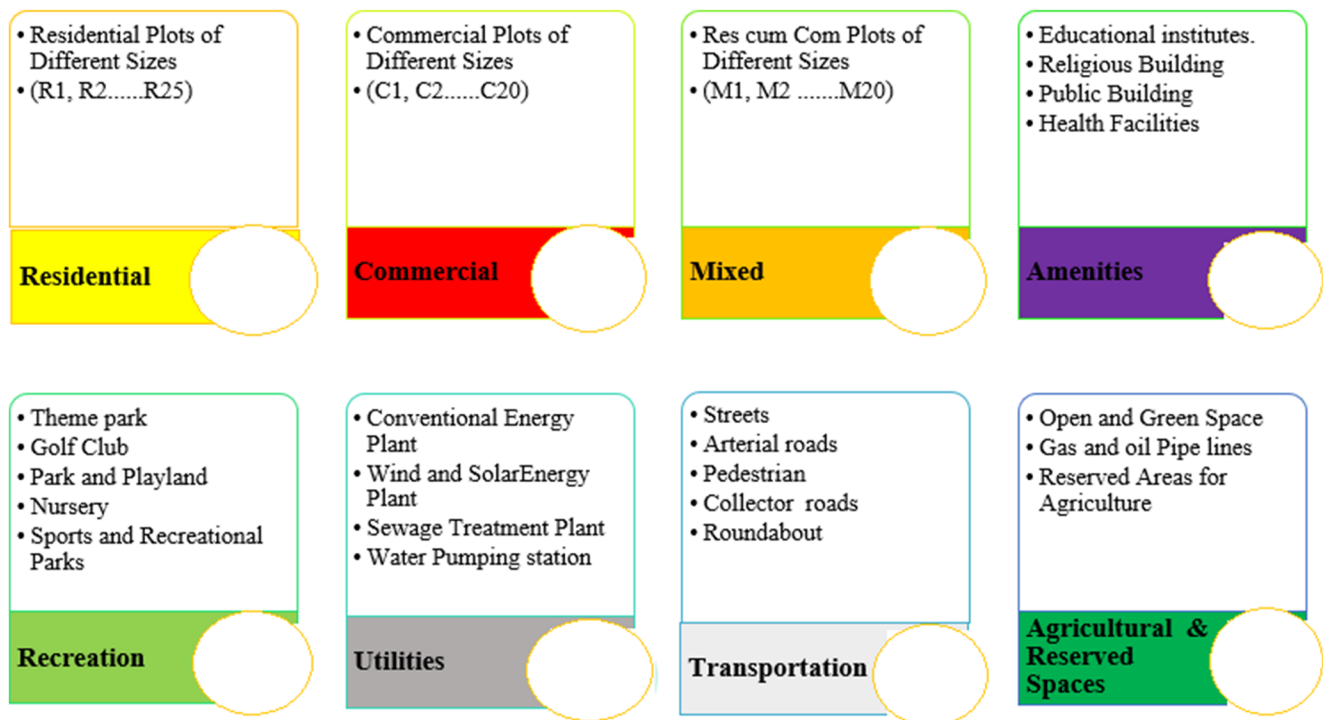 • Residential Plots of
Different Sizes
• (R1, R2......R25)
Residential
• Commercial Plots of
Different Sizes
• (C1, C2......C20)
Commercial
• Res cum Com Plots of
Different Sizes
• (M1, M2 .......M20)
Mixed
• Educational institutes.
• Religious Building
• Public Building
• Health Facilities
Amenities
• Theme park
• Golf Club
• Park and Playland
• Nursery
• Sports and Recreational
Parks
Recreation
• Conventional Energy
Plant
• Wind and SolarEnergy
Plant
• Sewage Treatment Plant
• Water Pumping station
Utilities
• Streets
• Arterial roads
• Pedestrian
• Collector roads
• Roundabout
Transportation
• Open and Green Space
• Gas and oil Pipe lines
• Reserved Areas for
Agriculture
Agricultural &
Reserved
Spaces